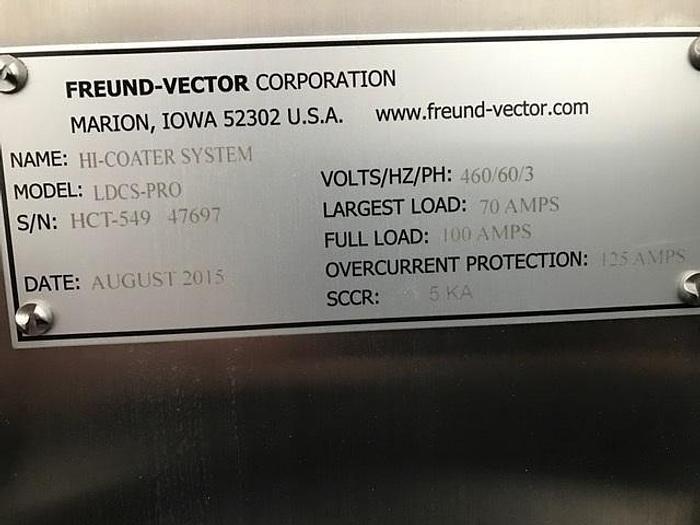 FREUND-VECTOR CORPORATION
MARION, IOWA 52302 U.S.A. www.freund-vector.com
NAME: HI-COATER SYSTEM
MODEL: LDCS-PRO
S/N: HCT-549 47697
DATE: AUGUST 2015
VOLTS/HZ/PH: 460/60/3
LARGEST LOAD: 70 AMPS
FULL LOAD: 100 AMPS
OVERCURRENT PROTECTION: 125 AMPS
SCCR: 5 KA